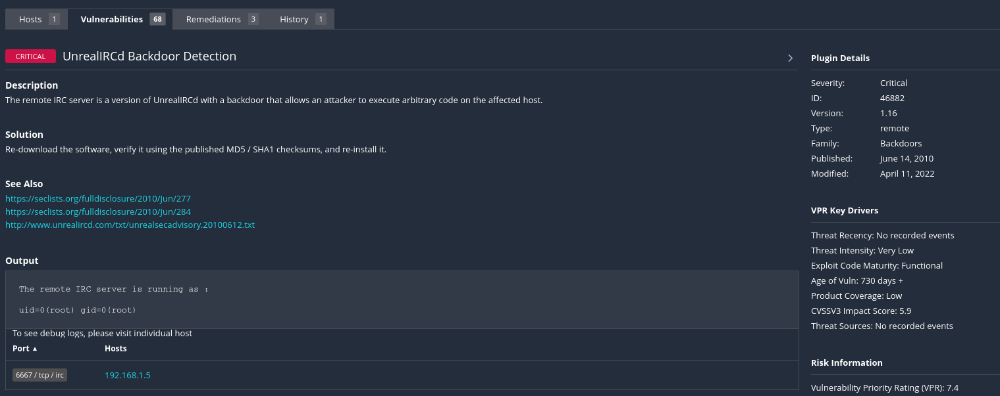 Hosts 1 Vulnerabilities 68 Remediations 3 History 1
CRITICAL UnrealIRCd Backdoor Detection
Description
The remote IRC server is a version of UnrealIRCd with a backdoor that allows an attacker to execute arbitrary code on the affected host.
Solution
Re-download the software, verify it using the published MD5 / SHA1 checksums, and re-install it.
See Also
https://seclists.org/fulldisclosure/2010/Jun/277
https://seclists.org/fulldisclosure/2010/Jun/284
http://www.unrealircd.com/txt/unrealsecadvisory.20100612.txt
Output
The remote IRC server is running as :
uid=0(root) gid=0(root)
To see debug logs, please visit individual host
Port ▲ Hosts
6667 / tcp / irc 192.168.1.5
Plugin Details
Severity: Critical
ID: 46882
Version: 1.16
Type: remote
Family: Backdoors
Published: June 14, 2010
Modified: April 11, 2022
VPR Key Drivers
Threat Recency: No recorded events
Threat Intensity: Very Low
Exploit Code Maturity: Functional
Age of Vuln: 730 days +
Product Coverage: Low
CVSSV3 Impact Score: 5.9
Threat Sources: No recorded events
Risk Information
Vulnerability Priority Rating (VPR): 7.4